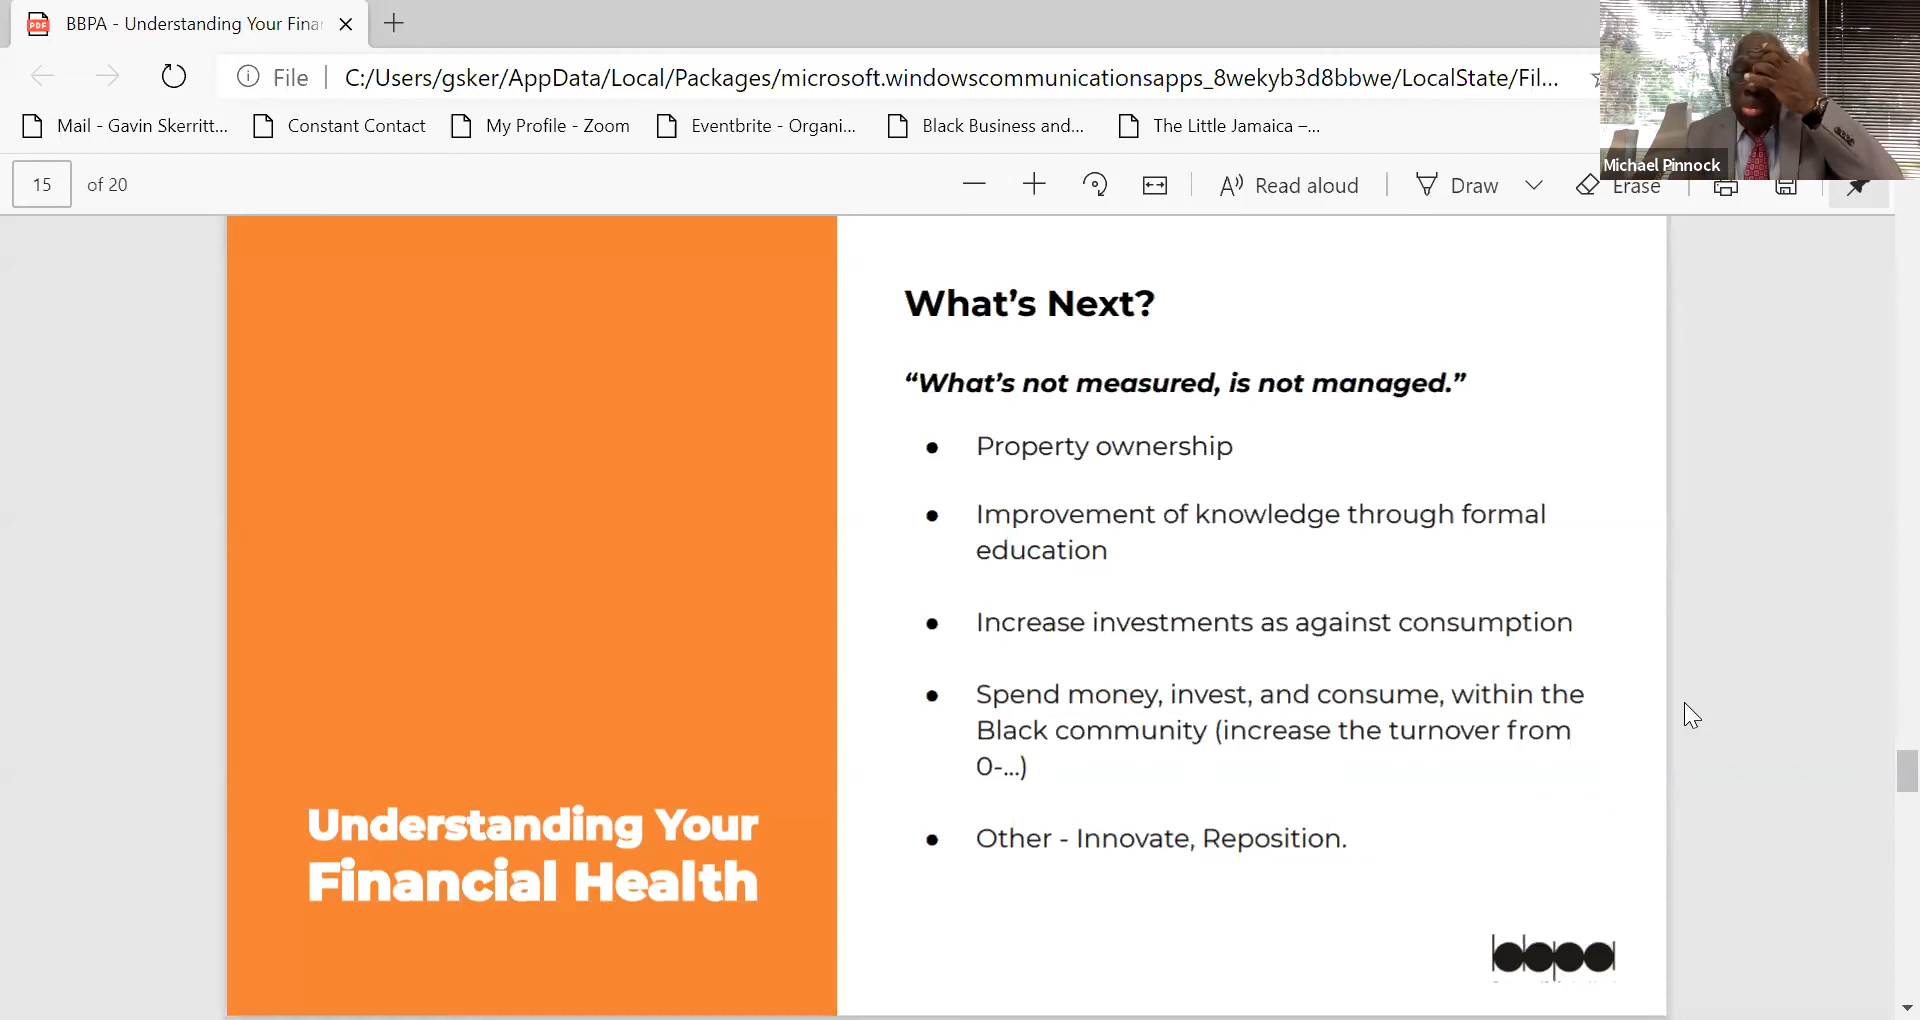 BBPA - Understanding Your Fina
File
C:/Users/gsker/AppData/Local/Packages/microsoft.windowscommunicationsapps_8wekyb3d8bbwe/LocalState/Fil...
Mail - Gavin Skerritt...
Constant Contact
My Profile - Zoom
Eventbrite - Organi...
Black Business and...
The Little Jamaica –...
Michael Pinnock
15 of 20
Read aloud
Draw
Erase
What's Next?
“What's not measured, is not managed.”
● Property ownership
● Improvement of knowledge through formal
education
● Increase investments as against consumption
● Spend money, invest, and consume, within the
Black community (increase the turnover from
0-...)
● Other - Innovate, Reposition.
Understanding Your
Financial Health
bbpa